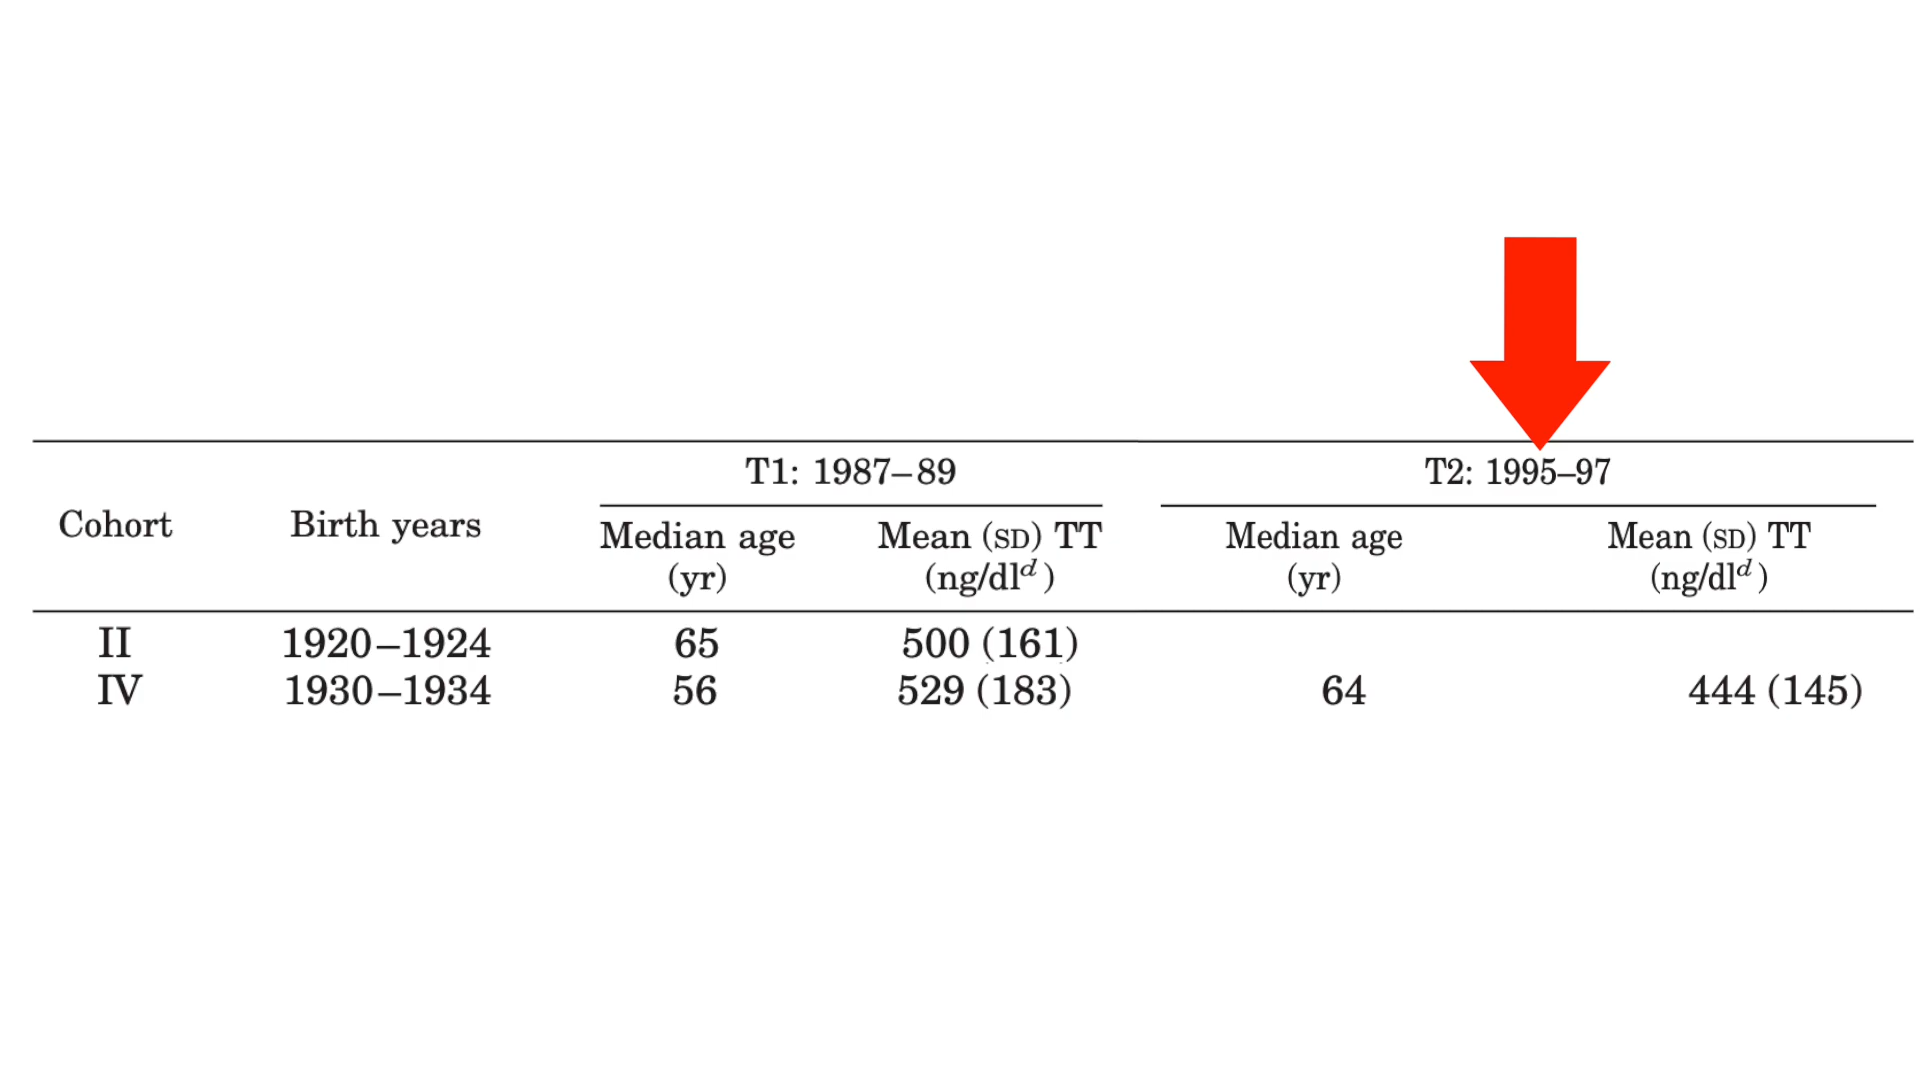 T1: 1987–89 T2: 1995–97
Cohort Birth years Median age (yr) Mean (SD) TT (ng/dl^d) Median age (yr) Mean (SD) TT (ng/dl^d)
II 1920–1924 65 500 (161)
IV 1930–1934 56 529 (183) 64 444 (145)